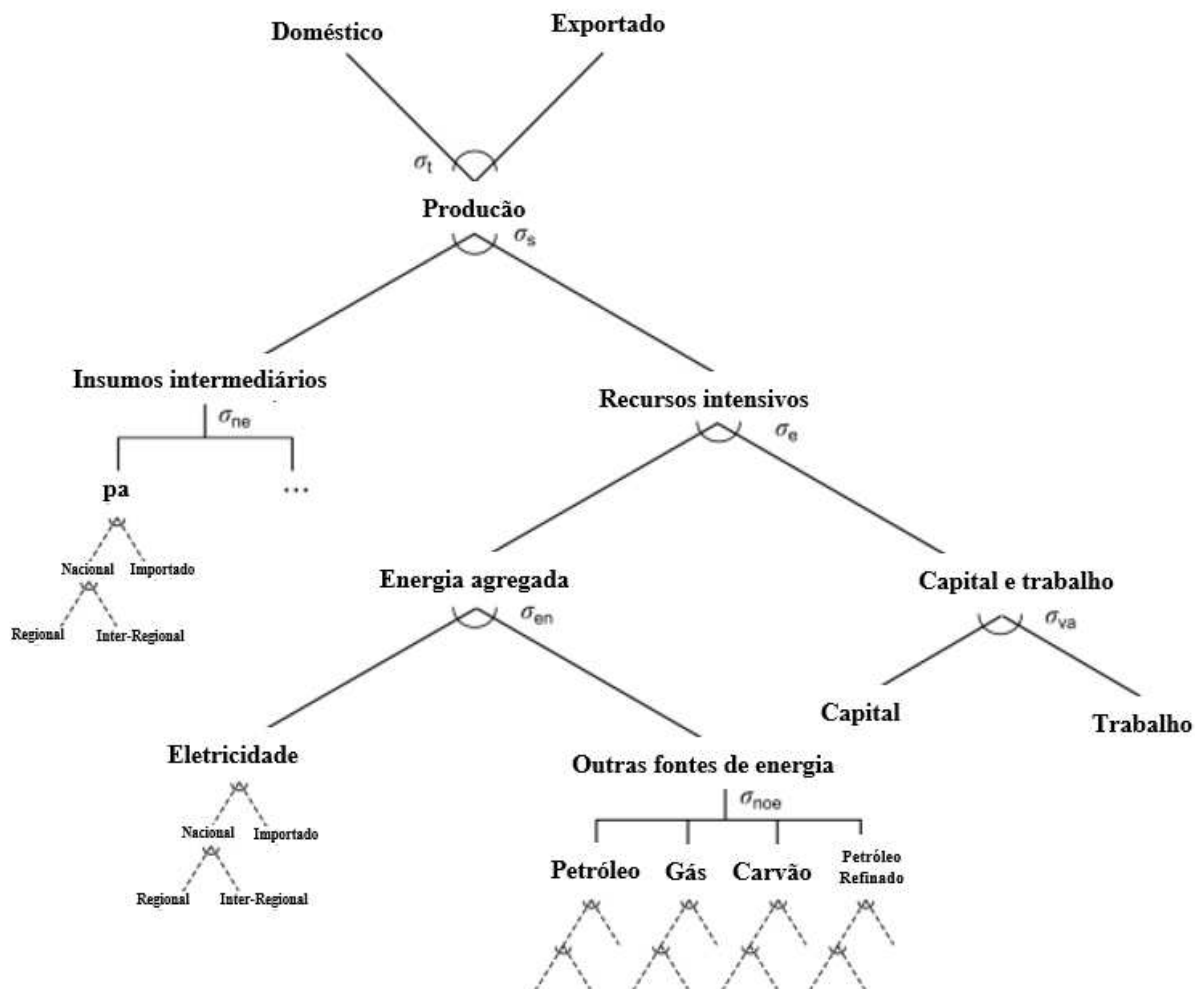 Doméstico
Exportado
σt
Producão
σs
Insumos intermediários
σne
Recursos intensivos
σe
pa
...
Nacional
Importado
Regional
Inter-Regional
Energia agregada
σen
Capital e trabalho
σva
Capital
Trabalho
Eletricidade
Nacional
Importado
Regional
Inter-Regional
Outras fontes de energia
σnoe
Petróleo
Gás
Carvão
Petróleo
Refinado